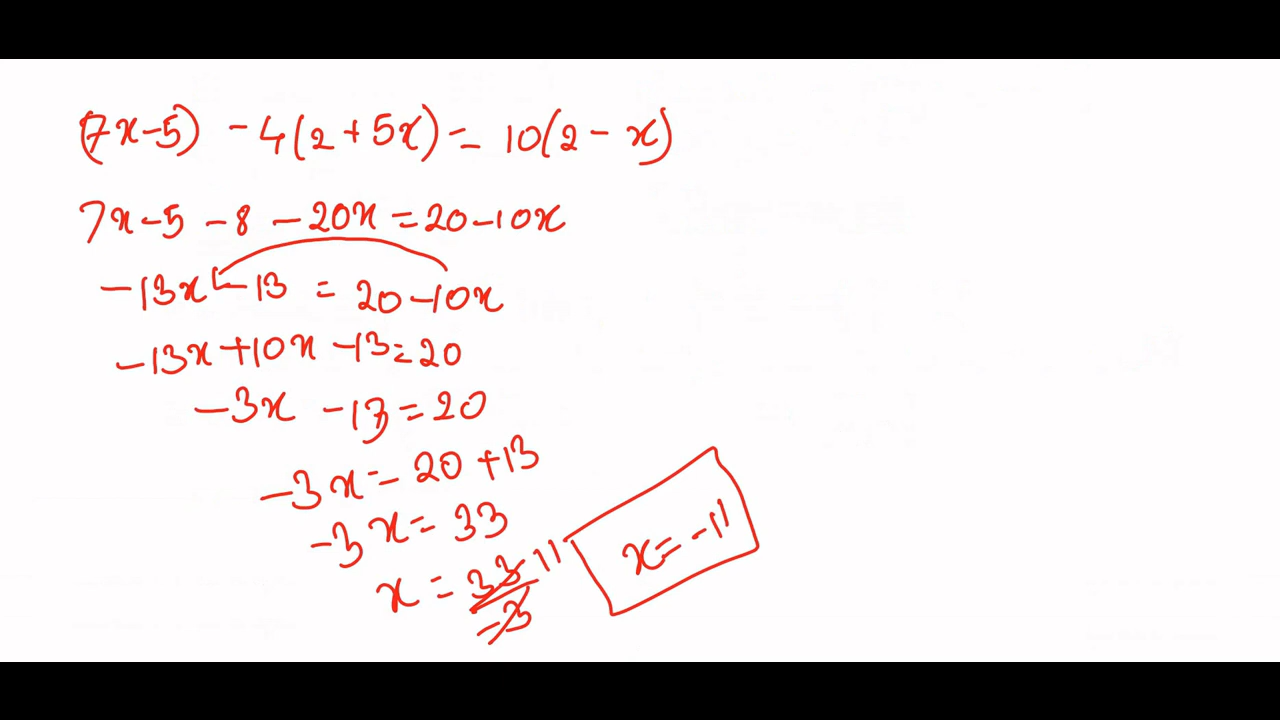 (7x-5) -4(2+5x) = 10(2-x)
7x-5 -8 -20x = 20-10x
-13x -13 = 20-10x
-13x+10x -13 = 20
-3x -13 = 20
-3x = 20+13
-3x = 33
x = 33/-3 11
x = -11